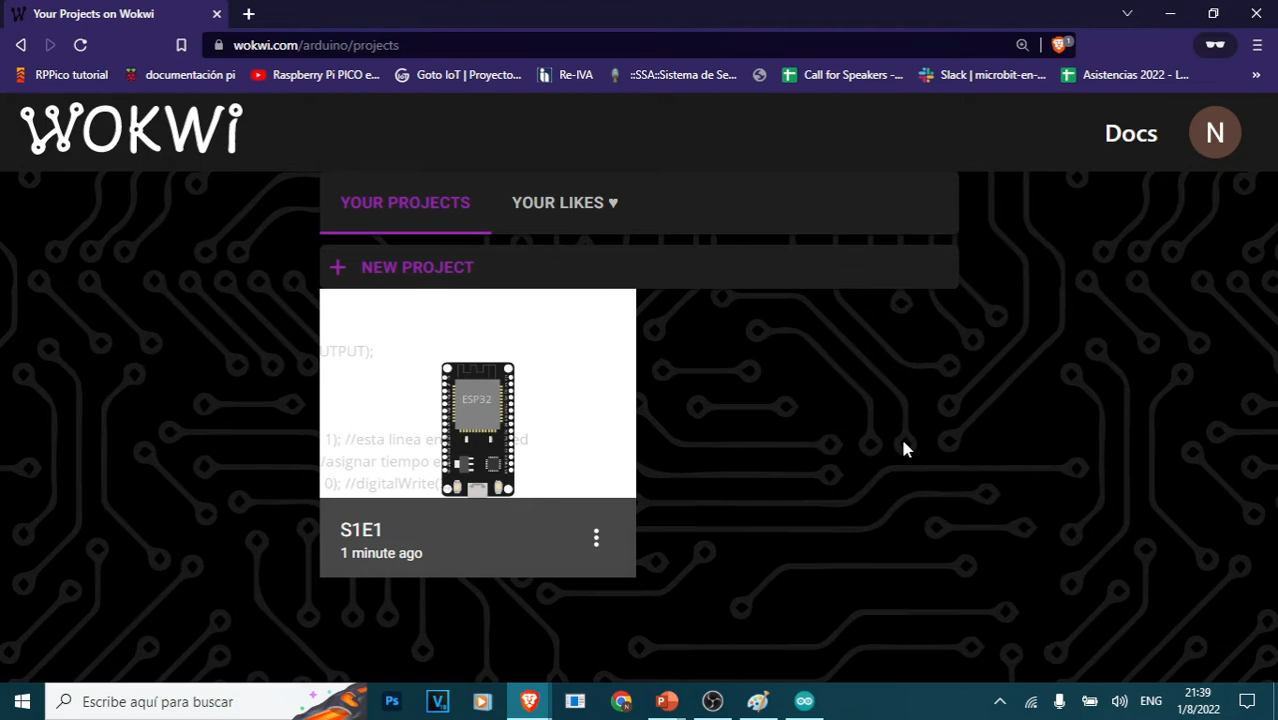 Your Projects on Wokwi
wokwi.com/arduino/projects
1
RPPico tutorial
documentación pi
Raspberry Pi PICO e...
Goto IoT | Proyecto...
Re-IVA
::SSA::Sistema de Se...
Call for Speakers -...
Slack | microbit-en-...
Asistencias 2022 - L...
»
WOKWi
Docs
N
YOUR PROJECTS
YOUR LIKES ♥
+ NEW PROJECT
UTPUT);
ESP32
1); //esta linea en ed
/asignar tiempo e
0); //digitalWrite(
S1E1
1 minute ago
Escribe aquí para buscar
Ps
ENG
21:39
1/8/2022